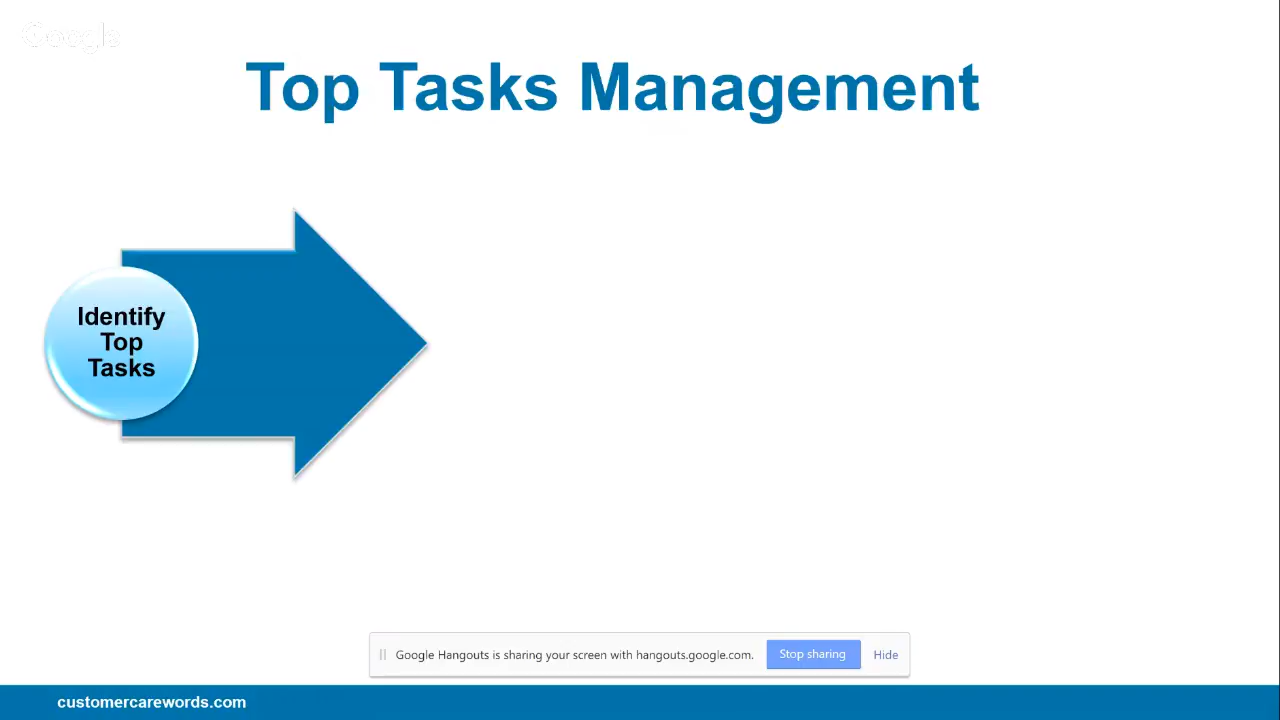 Google
Top Tasks Management
Identify
Top
Tasks
Google Hangouts is sharing your screen with hangouts.google.com.
Stop sharing
Hide
customercarewords.com